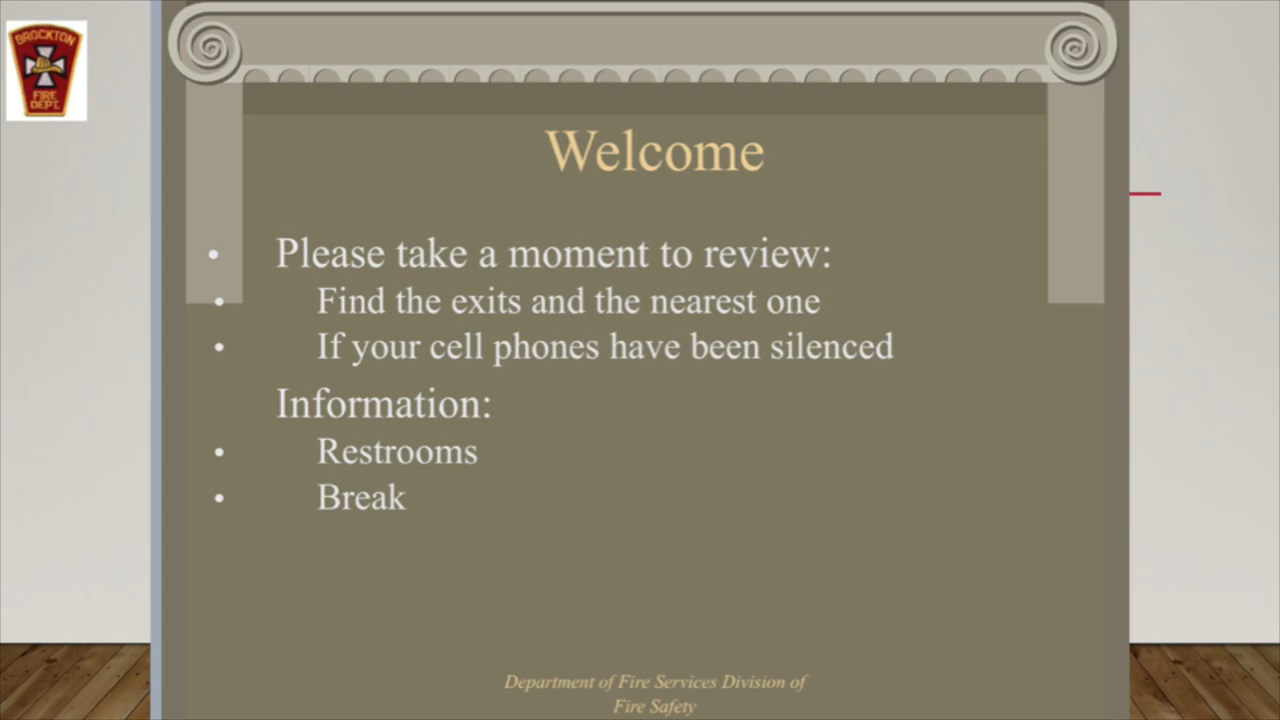 BROCKTON
FIRE
DEPT.
Welcome
• Please take a moment to review:
• Find the exits and the nearest one
• If your cell phones have been silenced
Information:
• Restrooms
• Break
Department of Fire Services Division of
Fire Safety